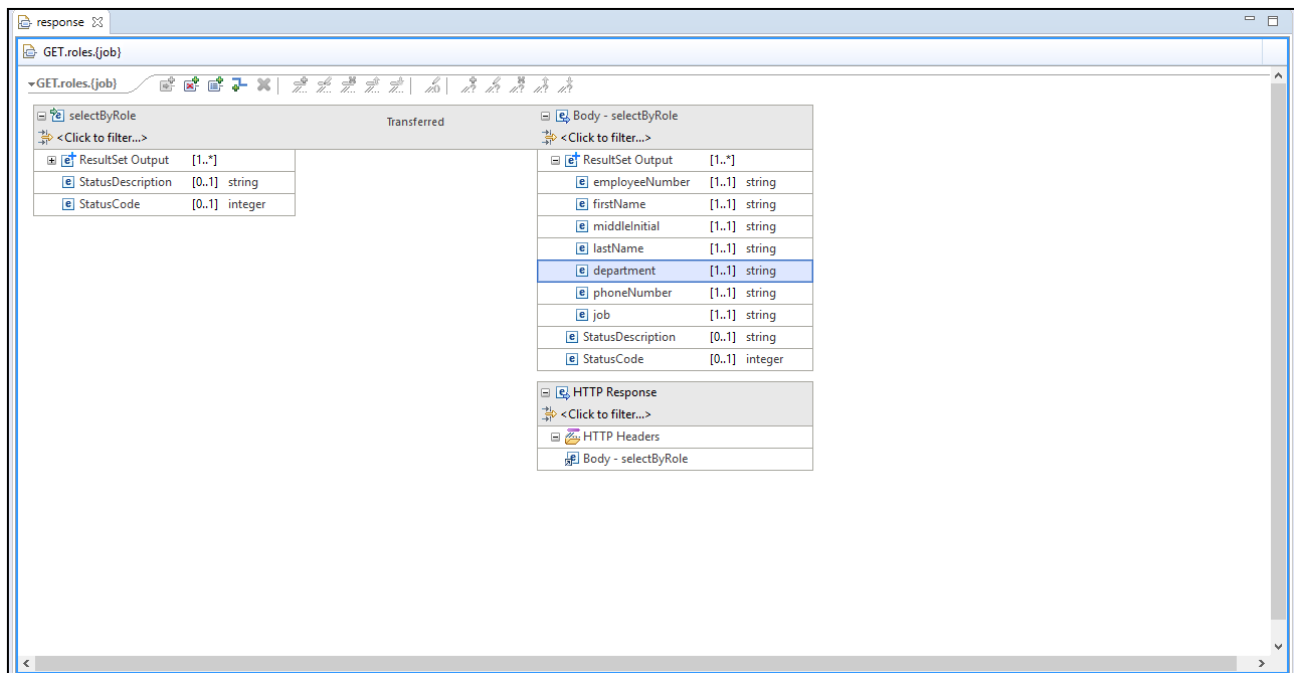 response
GET.roles.{job}
GET.roles.{job}
selectByRole
<Click to filter...>
ResultSet Output [1..*]
StatusDescription [0..1] string
StatusCode [0..1] integer
Transferred
Body - selectByRole
<Click to filter...>
ResultSet Output [1..*]
employeeNumber [1..1] string
firstName [1..1] string
middleInitial [1..1] string
lastName [1..1] string
department [1..1] string
phoneNumber [1..1] string
job [1..1] string
StatusDescription [0..1] string
StatusCode [0..1] integer
HTTP Response
<Click to filter...>
HTTP Headers
Body - selectByRole